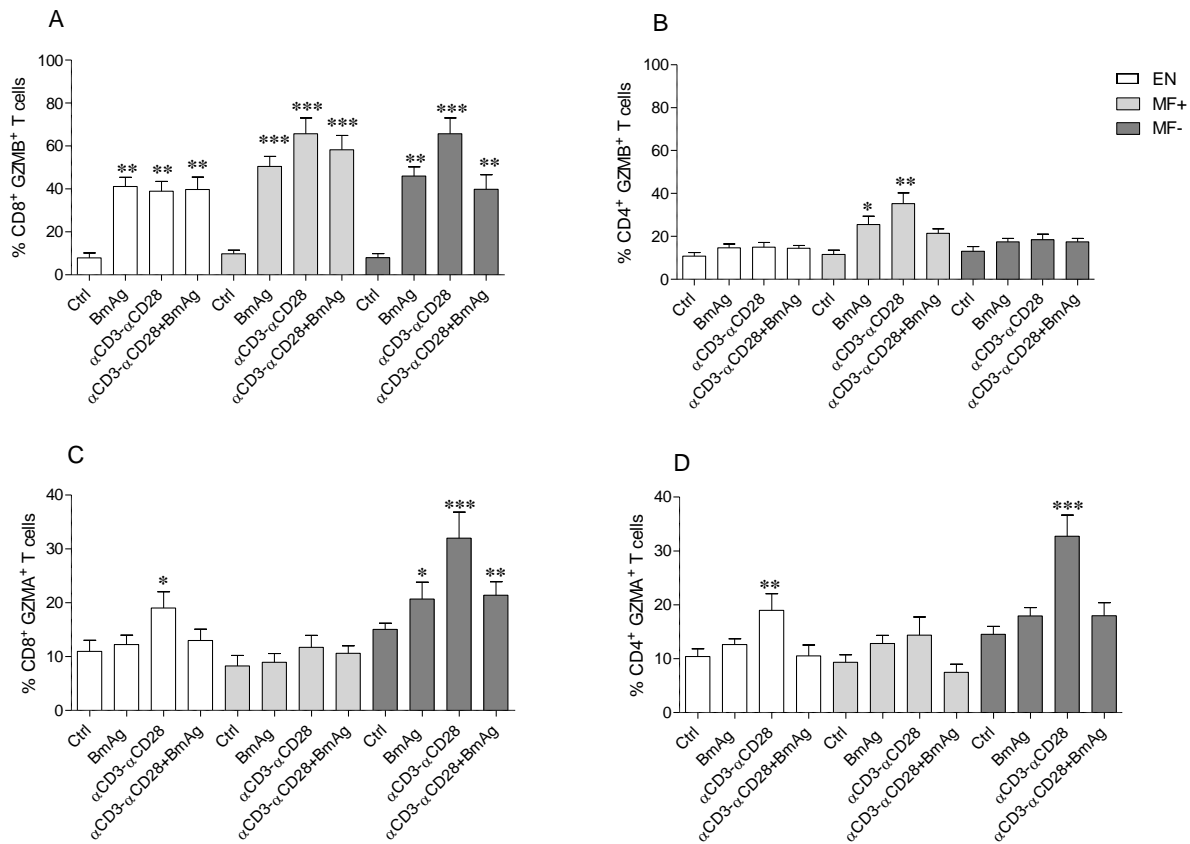 A
% CD8+ GZMB+ T cells
100
80
60
40
20
0
** ** ** *** *** *** ** *** **
Ctrl BmAg αCD3-αCD28 αCD3-αCD28+BmAg Ctrl BmAg αCD3-αCD28 αCD3-αCD28+BmAg Ctrl BmAg αCD3-αCD28 αCD3-αCD28+BmAg
B
% CD4+ GZMB+ T cells
100
80
60
40
20
0
* **
Ctrl BmAg αCD3-αCD28 αCD3-αCD28+BmAg Ctrl BmAg αCD3-αCD28 αCD3-αCD28+BmAg Ctrl BmAg αCD3-αCD28 αCD3-αCD28+BmAg
EN
MF+
MF-
C
% CD8+ GZMA+ T cells
40
30
20
10
0
* * *** **
Ctrl BmAg αCD3-αCD28 αCD3-αCD28+BmAg Ctrl BmAg αCD3-αCD28 αCD3-αCD28+BmAg Ctrl BmAg αCD3-αCD28 αCD3-αCD28+BmAg
D
% CD4+ GZMA+ T cells
40
30
20
10
0
** ***
Ctrl BmAg αCD3-αCD28 αCD3-αCD28+BmAg Ctrl BmAg αCD3-αCD28 αCD3-αCD28+BmAg Ctrl BmAg αCD3-αCD28 αCD3-αCD28+BmAg